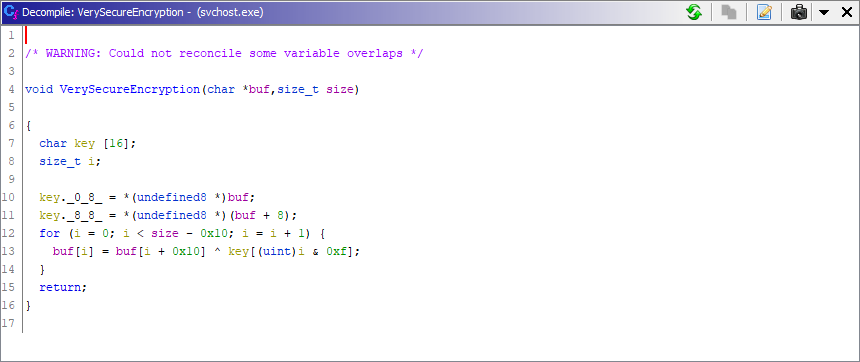 Decompile: VerySecureEncryption - (svchost.exe)
1
2 /* WARNING: Could not reconcile some variable overlaps */
3
4 void VerySecureEncryption(char *buf,size_t size)
5
6 {
7   char key [16];
8   size_t i;
9
10   key._0_8_ = *(undefined8 *)buf;
11   key._8_8_ = *(undefined8 *)(buf + 8);
12   for (i = 0; i < size - 0x10; i = i + 1) {
13     buf[i] = buf[i + 0x10] ^ key[(uint)i & 0xf];
14   }
15   return;
16 }
17